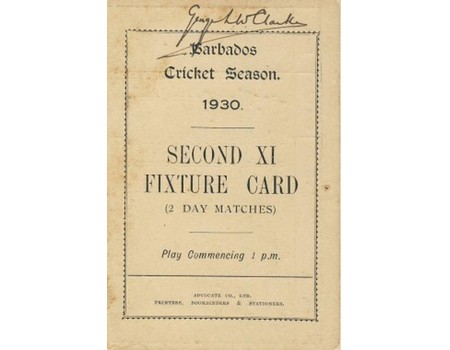 George L. W. Clarke
Barbados
Cricket Season.
1930.
SECOND XI
FIXTURE CARD
(2 DAY MATCHES)
Play Commencing 1 p.m.
ADVOCATE CO., LTD.
PRINTERS, BOOKBINDERS & STATIONERS.